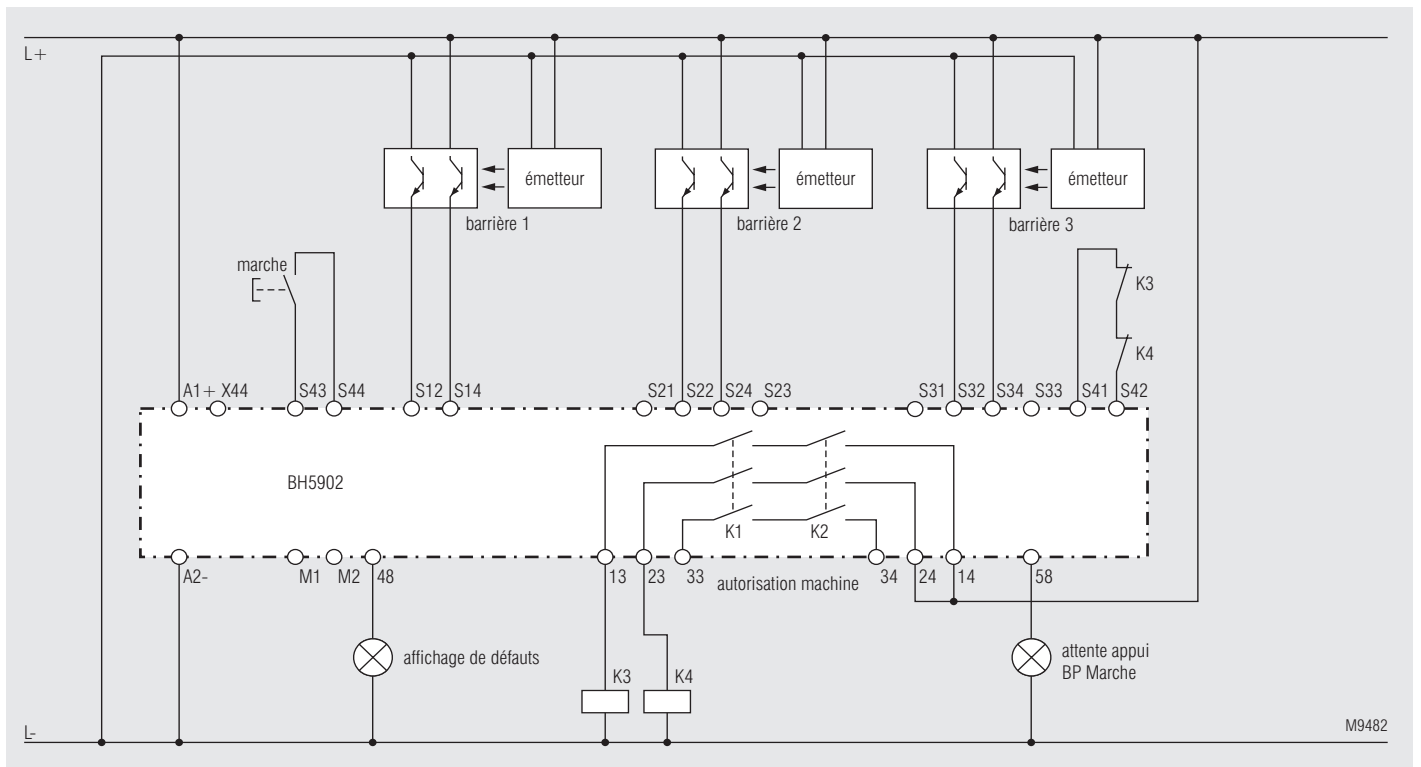 L+
émetteur
émetteur
émetteur
barrière 1
barrière 2
barrière 3
marche
K3
K4
A1+ X44 S43 S44 S12 S14 S21 S22 S24 S23 S31 S32 S34 S33 S41 S42
BH5902
K1 K2
A2- M1 M2 48 13 23 33 34 24 14 58
autorisation machine
affichage de défauts
attente appui
BP Marche
K3 K4
L-
M9482